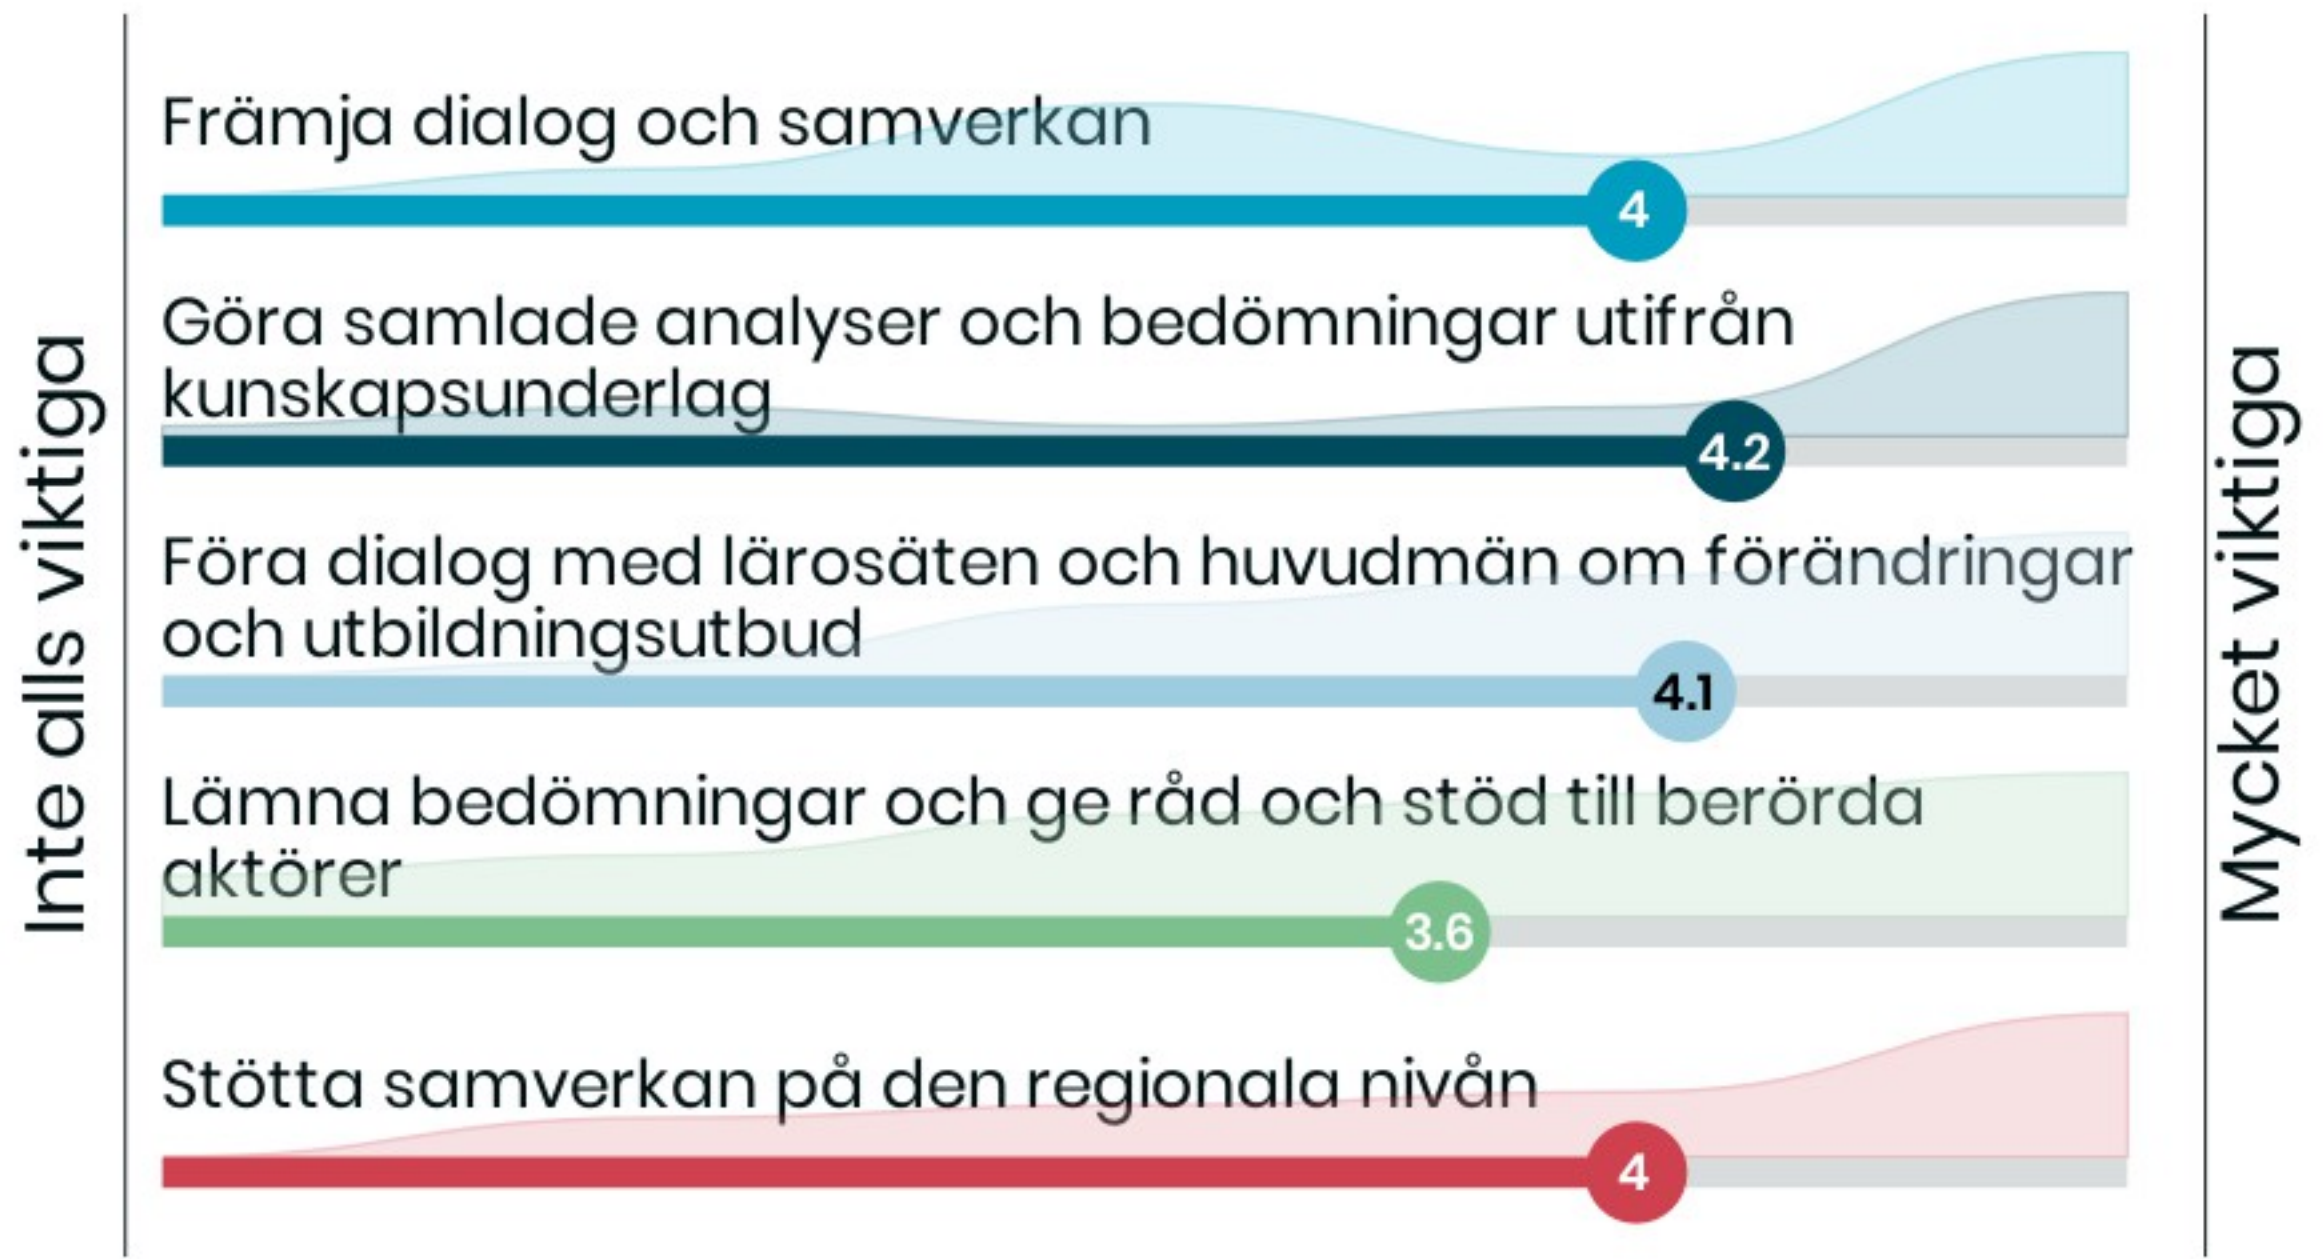 Inte alls viktiga
Främja dialog och samverkan
4
Göra samlade analyser och bedömningar utifrån
kunskapsunderlag
4.2
Föra dialog med lärosäten och huvudmän om förändringar
och utbildningsutbud
4.1
Lämna bedömningar och ge råd och stöd till berörda
aktörer
3.6
Stötta samverkan på den regionala nivån
4
Mycket viktiga